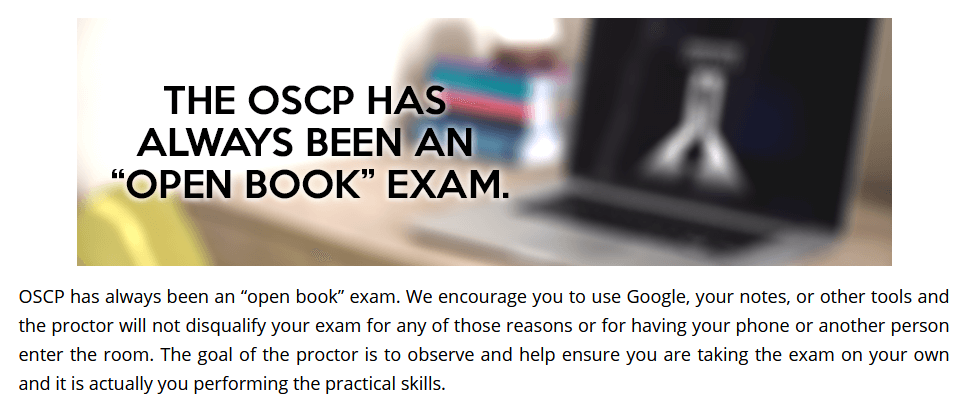 THE OSCP HAS
ALWAYS BEEN AN
“OPEN BOOK” EXAM.
OSCP has always been an “open book” exam. We encourage you to use Google, your notes, or other tools and
the proctor will not disqualify your exam for any of those reasons or for having your phone or another person
enter the room. The goal of the proctor is to observe and help ensure you are taking the exam on your own
and it is actually you performing the practical skills.